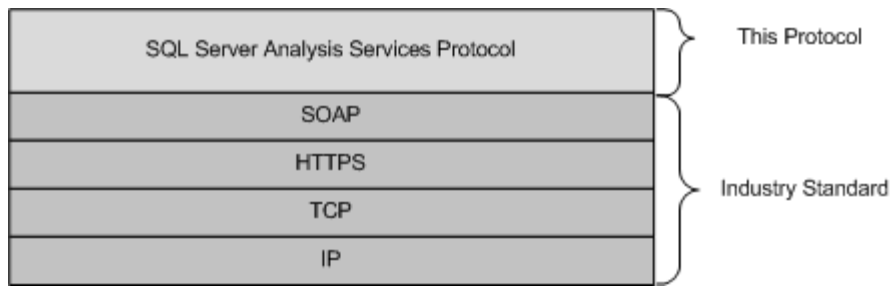 SQL Server Analysis Services Protocol
This Protocol
SOAP
HTTPS
TCP
IP
Industry Standard